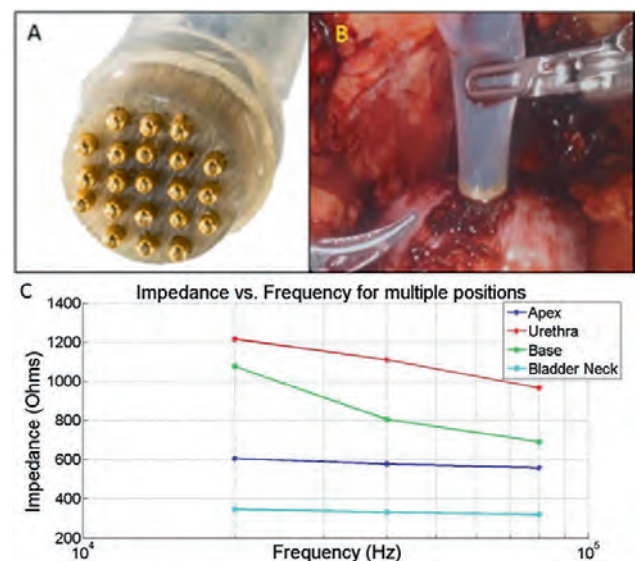 A
B
C
Impedance vs. Frequency for multiple positions
1400
1200
1000
800
600
400
200
Impedance (Ohms)
Apex
Urethra
Base
Bladder Neck
10⁴
Frequency (Hz)
10⁵